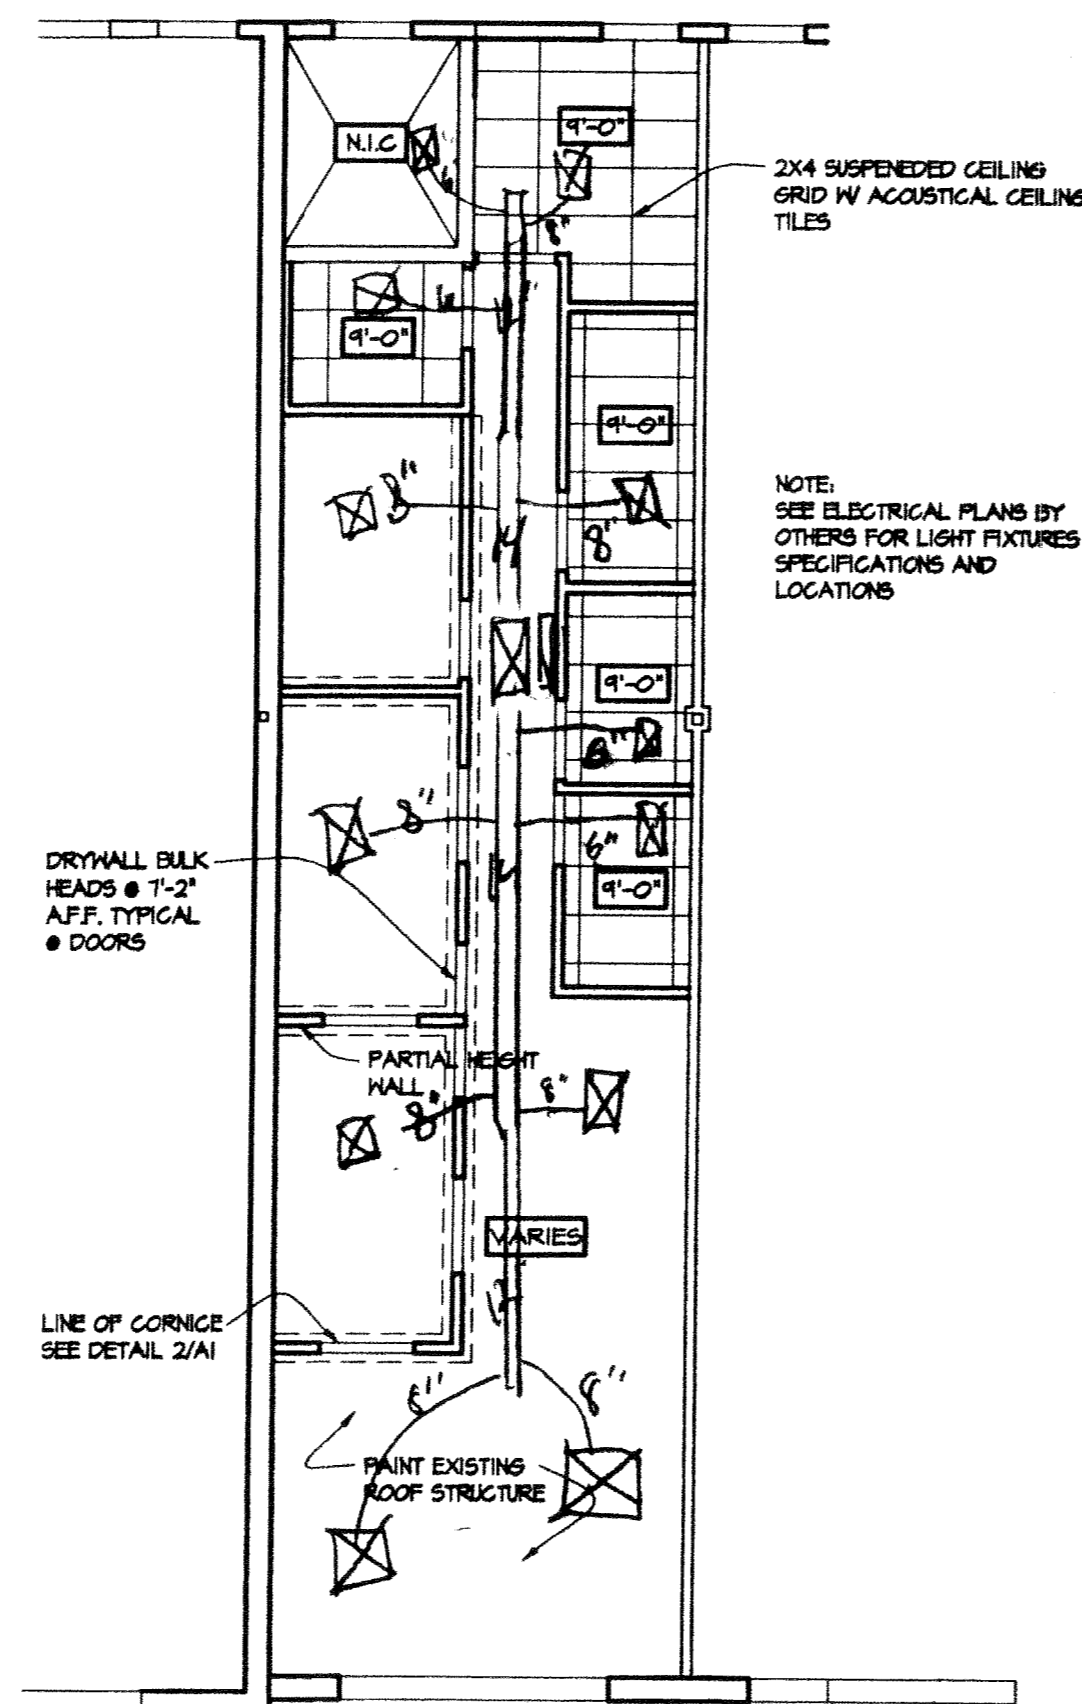 N.I.C
9'-0"
2X4 SUSPENEDED CEILING
GRID W/ ACOUSTICAL CEILING
TILES
6"
8"
6"
9'-0"
12"
9'-0"
8"
14
8"
NOTE:
SEE ELECTRICAL PLANS BY
OTHERS FOR LIGHT FIXTURES
SPECIFICATIONS AND
LOCATIONS
9'-0"
8"
6"
9'-0"
DRYWALL BULK
HEADS @ 7'-2"
A.F.F. TYPICAL
@ DOORS
PARTIAL HEIGHT
WALL
8"
8"
VARIES
12
LINE OF CORNICE
SEE DETAIL 2/A1
8"
8"
PAINT EXISTING
ROOF STRUCTURE